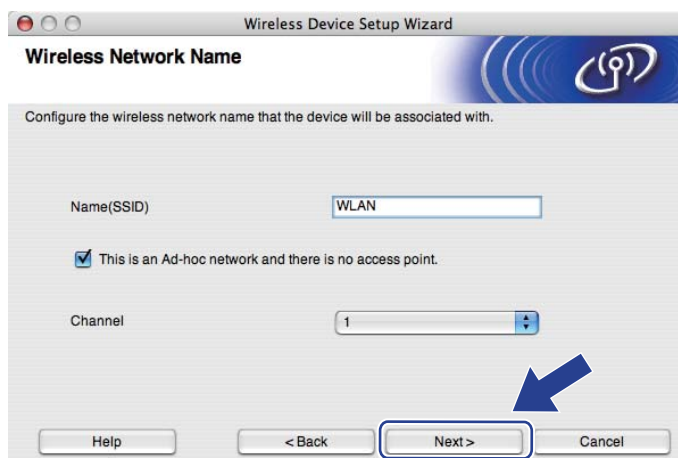 Wireless Device Setup Wizard
Wireless Network Name
Configure the wireless network name that the device will be associated with.
Name(SSID)
WLAN
This is an Ad-hoc network and there is no access point.
Channel
1
Help
< Back
Next >
Cancel